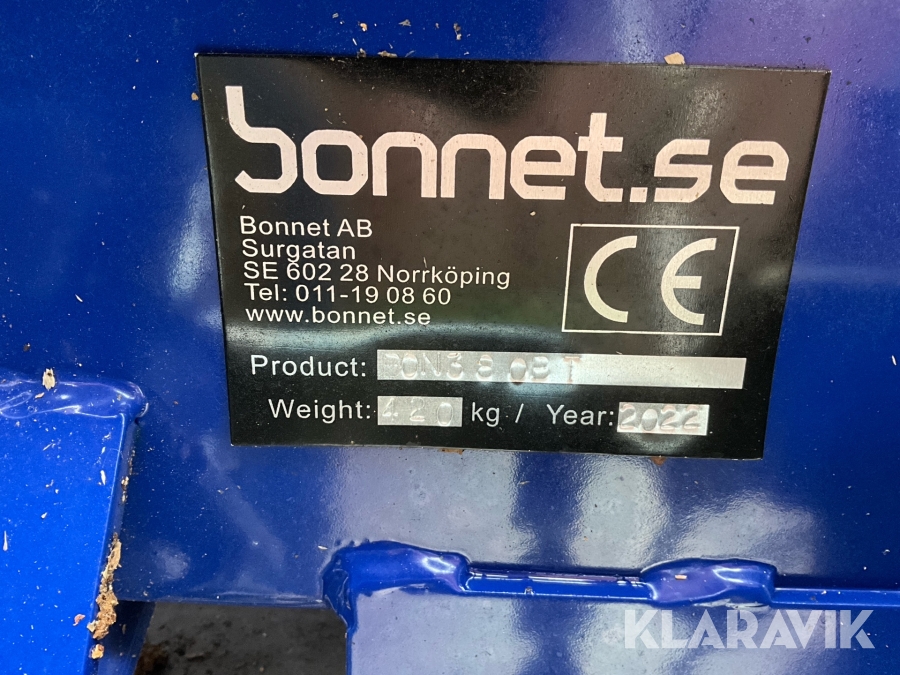 bonnet.se
Bonnet AB
Surgatan
SE 602 28 Norrköping
Tel: 011-19 08 60
www.bonnet.se
CE
Product:
Weight: 420 kg / Year: 2022
KLARAVIK